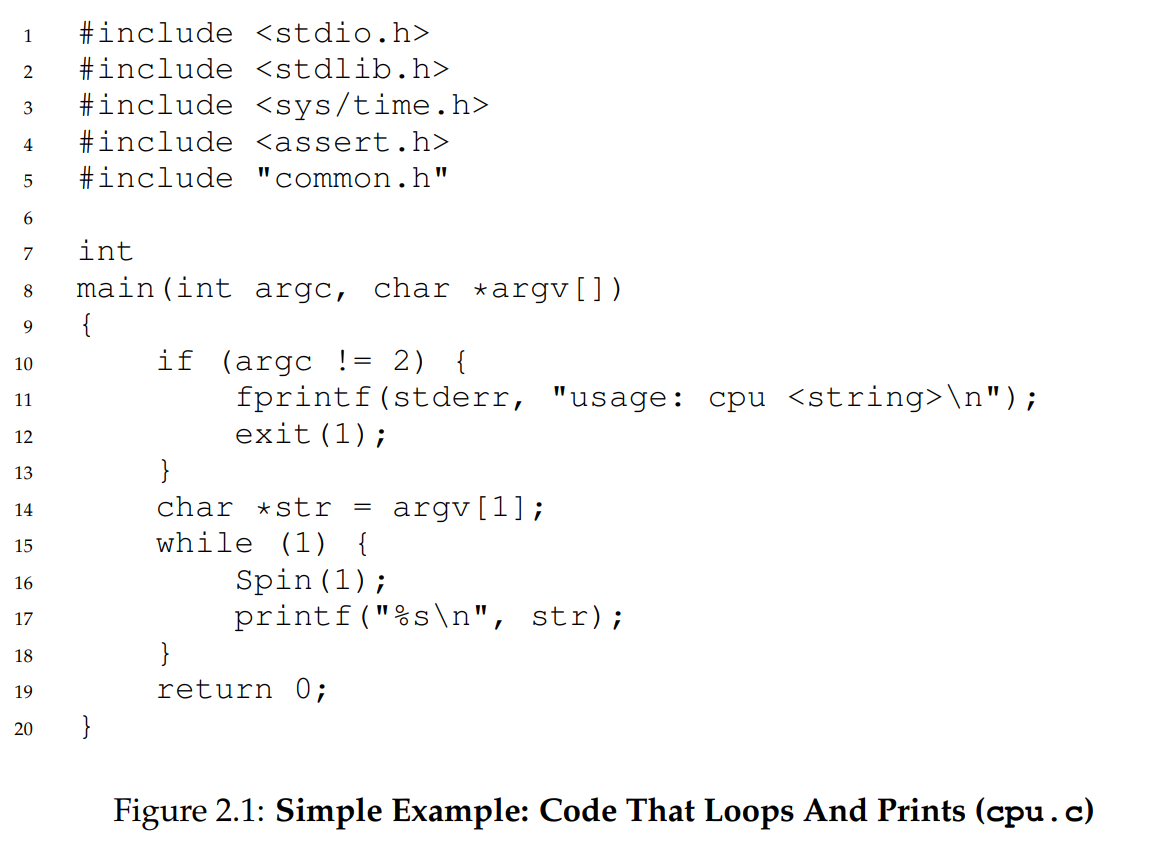 1 #include <stdio.h>
2 #include <stdlib.h>
3 #include <sys/time.h>
4 #include <assert.h>
5 #include "common.h"
6
7 int
8 main(int argc, char *argv[])
9 {
10 if (argc != 2) {
11 fprintf(stderr, "usage: cpu <string>\n");
12 exit(1);
13 }
14 char *str = argv[1];
15 while (1) {
16 Spin(1);
17 printf("%s\n", str);
18 }
19 return 0;
20 }
Figure 2.1: Simple Example: Code That Loops And Prints (cpu.c)